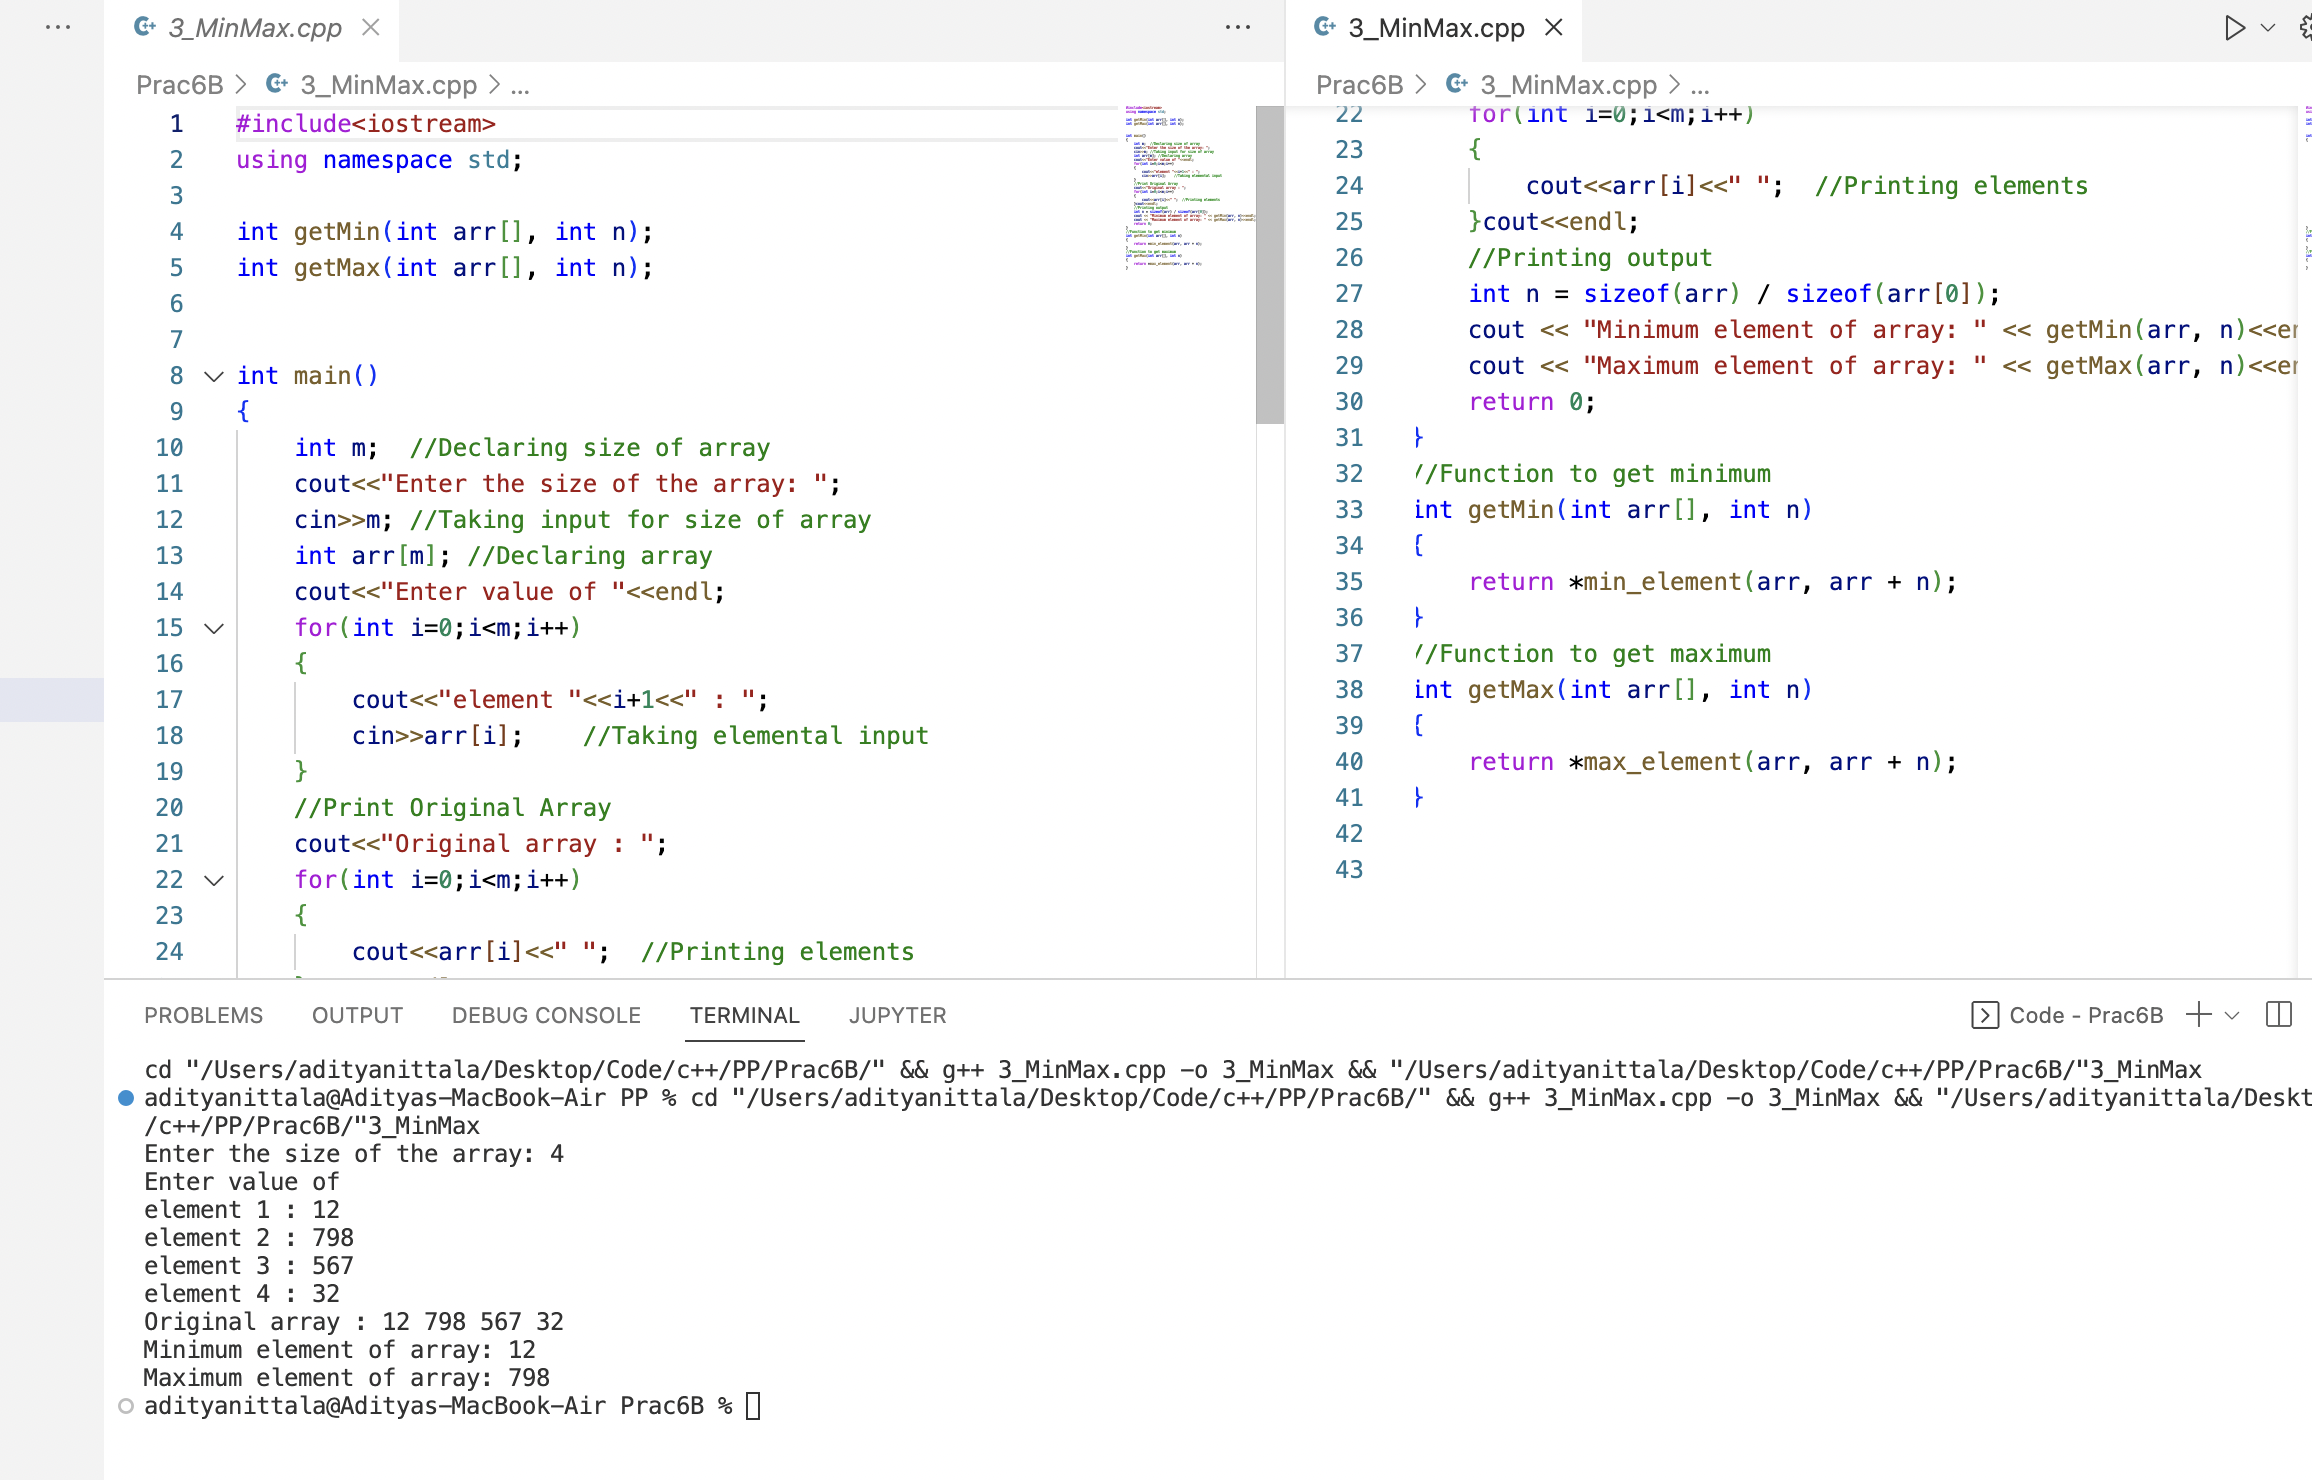 3_MinMax.cpp
Prac6B > 3_MinMax.cpp > ...
1 #include<iostream>
2 using namespace std;
3
4 int getMin(int arr[], int n);
5 int getMax(int arr[], int n);
6
7
8 int main()
9 {
10 int m;  //Declaring size of array
11 cout<<"Enter the size of the array: ";
12 cin>>m; //Taking input for size of array
13 int arr[m]; //Declaring array
14 cout<<"Enter value of "<<endl;
15 for(int i=0;i<m;i++)
16 {
17 cout<<"element "<<i+1<<" : ";
18 cin>>arr[i];    //Taking elemental input
19 }
20 //Print Original Array
21 cout<<"Original array : ";
22 for(int i=0;i<m;i++)
23 {
24 cout<<arr[i]<<" ";  //Printing elements
3_MinMax.cpp
Prac6B > 3_MinMax.cpp > ...
22 for(int i=0;i<m;i++)
23 {
24 cout<<arr[i]<<" ";  //Printing elements
25 }cout<<endl;
26 //Printing output
27 int n = sizeof(arr) / sizeof(arr[0]);
28 cout << "Minimum element of array: " << getMin(arr, n)<<
29 cout << "Maximum element of array: " << getMax(arr, n)<<
30 return 0;
31 }
32 //Function to get minimum
33 int getMin(int arr[], int n)
34 {
35 return *min_element(arr, arr + n);
36 }
37 //Function to get maximum
38 int getMax(int arr[], int n)
39 {
40 return *max_element(arr, arr + n);
41 }
42
43
PROBLEMS OUTPUT DEBUG CONSOLE TERMINAL JUPYTER Code - Prac6B
cd "/Users/adityanittala/Desktop/Code/c++/PP/Prac6B/" && g++ 3_MinMax.cpp -o 3_MinMax && "/Users/adityanittala/Desktop/Code/c++/PP/Prac6B/"3_MinMax
adityanittala@Adityas-MacBook-Air PP % cd "/Users/adityanittala/Desktop/Code/c++/PP/Prac6B/" && g++ 3_MinMax.cpp -o 3_MinMax && "/Users/adityanittala/Deskt
/c++/PP/Prac6B/"3_MinMax
Enter the size of the array: 4
Enter value of
element 1 : 12
element 2 : 798
element 3 : 567
element 4 : 32
Original array : 12 798 567 32
Minimum element of array: 12
Maximum element of array: 798
adityanittala@Adityas-MacBook-Air Prac6B %